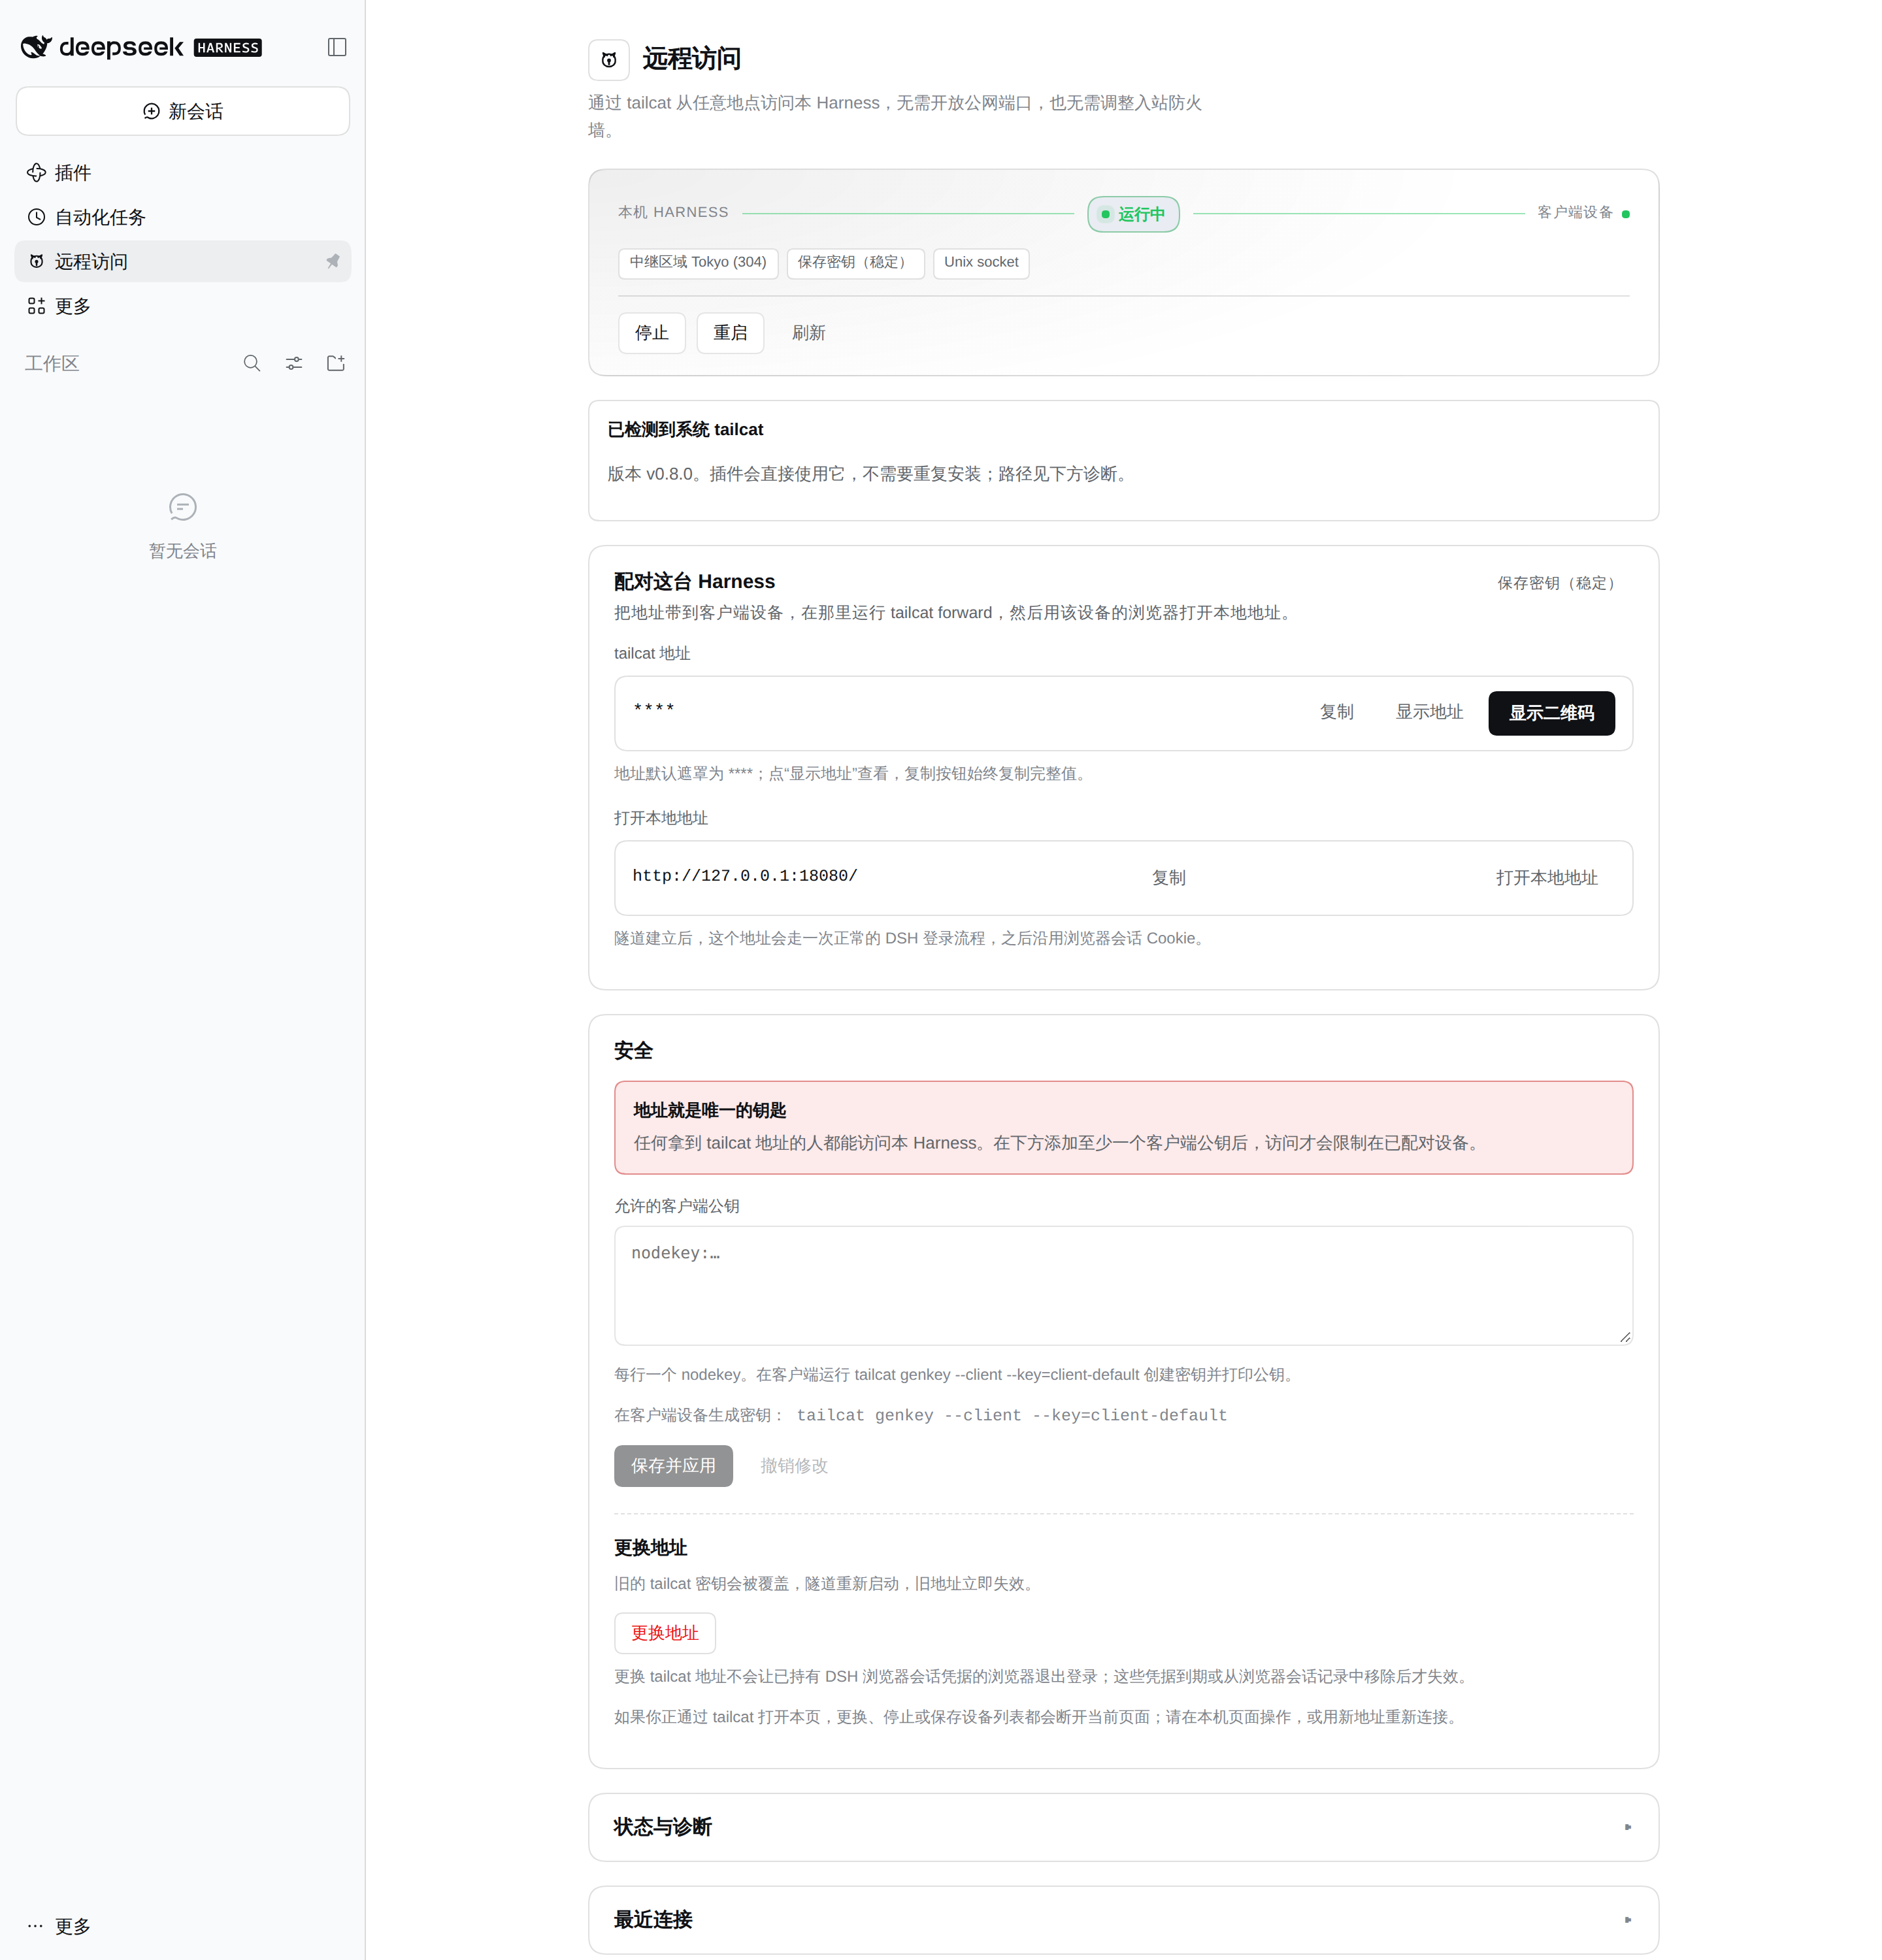 deepseek HARNESS
新会话
插件
自动化任务
远程访问
更多
工作区
暂无会话
更多
远程访问
通过 tailcat 从任意地点访问本 Harness，无需开放公网端口，也无需调整入站防火
墙。
本机 HARNESS
运行中
客户端设备
中继区域 Tokyo (304)
保存密钥（稳定）
Unix socket
停止
重启
刷新
已检测到系统 tailcat
版本 v0.8.0。插件会直接使用它，不需要重复安装；路径见下方诊断。
配对这台 Harness
保存密钥（稳定）
把地址带到客户端设备，在那里运行 tailcat forward，然后用该设备的浏览器打开本地地址。
tailcat 地址
****
复制
显示地址
显示二维码
地址默认遮罩为 ****；点“显示地址”查看，复制按钮始终复制完整值。
打开本地地址
http://127.0.0.1:18080/
复制
打开本地地址
隧道建立后，这个地址会走一次正常的 DSH 登录流程，之后沿用浏览器会话 Cookie。
安全
地址就是唯一的钥匙
任何拿到 tailcat 地址的人都能访问本 Harness。在下方添加至少一个客户端公钥后，访问才会限制在已配对设备。
允许的客户端公钥
nodekey:…
每行一个 nodekey。在客户端运行 tailcat genkey --client --key=client-default 创建密钥并打印公钥。
在客户端设备生成密钥： tailcat genkey --client --key=client-default
保存并应用
撤销修改
更换地址
旧的 tailcat 密钥会被覆盖，隧道重新启动，旧地址立即失效。
更换地址
更换 tailcat 地址不会让已持有 DSH 浏览器会话凭据的浏览器退出登录；这些凭据到期或从浏览器会话记录中移除后才失效。
如果你正通过 tailcat 打开本页，更换、停止或保存设备列表都会断开当前页面；请在本机页面操作，或用新地址重新连接。
状态与诊断
最近连接